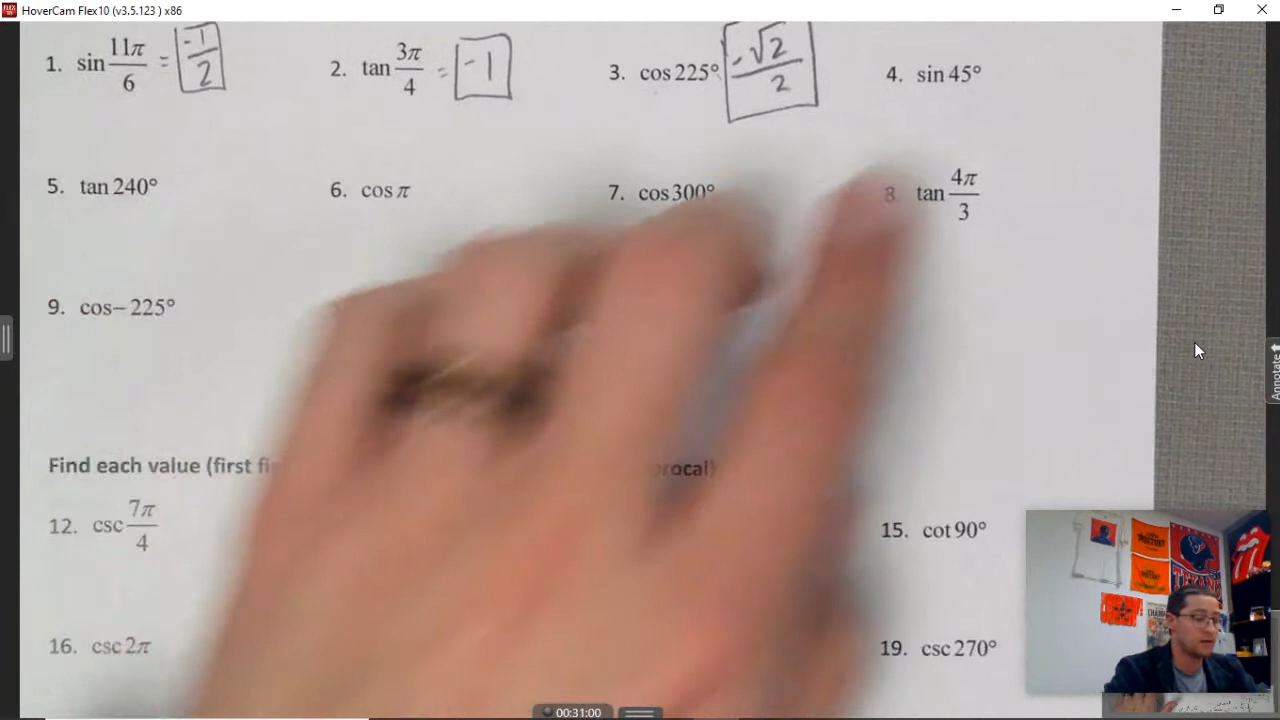 HoverCam Flex10 (v3.5.123) x86
1. sin 11π/6 = -1/2
2. tan 3π/4 = -1
3. cos 225° -√2/2
4. sin 45°
5. tan 240°
6. cos π
7. cos 300°
8. tan 4π/3
9. cos– 225°
Find each value (first fi
rocal)
12. csc 7π/4
15. cot 90°
16. csc 2π
19. csc 270°
Annotate
TEXANS
00:31:00